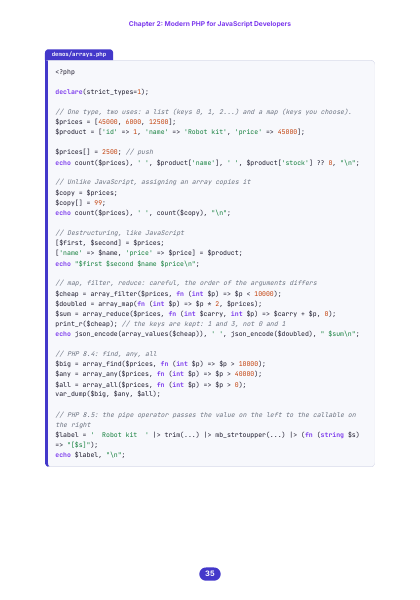 Chapter 2: Modern PHP for JavaScript Developers
demos/arrays.php
<?php
declare(strict_types=1);
// One type, two uses: a list (keys 0, 1, 2...) and a map (keys you choose).
$prices = [45000, 6000, 12500];
$product = ['id' => 1, 'name' => 'Robot kit', 'price' => 45000];
$prices[] = 2500; // push
echo count($prices), ' ', $product['name'], ' ', $product['stock'] ?? 0, "\n";
// Unlike JavaScript, assigning an array copies it
$copy = $prices;
$copy[] = 99;
echo count($prices), ' ', count($copy), "\n";
// Destructuring, like JavaScript
[$first, $second] = $prices;
['name' => $name, 'price' => $price] = $product;
echo "$first $second $name $price\n";
// map, filter, reduce: careful, the order of the arguments differs
$cheap = array_filter($prices, fn (int $p) => $p < 10000);
$doubled = array_map(fn (int $p) => $p * 2, $prices);
$sum = array_reduce($prices, fn (int $carry, int $p) => $carry + $p, 0);
print_r($cheap); // the keys are kept: 1 and 3, not 0 and 1
echo json_encode(array_values($cheap)), ' ', json_encode($doubled), " $sum\n";
// PHP 8.4: find, any, all
$big = array_find($prices, fn (int $p) => $p > 10000);
$any = array_any($prices, fn (int $p) => $p > 40000);
$all = array_all($prices, fn (int $p) => $p > 0);
var_dump($big, $any, $all);
// PHP 8.5: the pipe operator passes the value on the left to the callable on
the right
$label = '  Robot kit  ' |> trim(...) |> mb_strtoupper(...) |> (fn (string $s)
=> "[$s]");
echo $label, "\n";
35